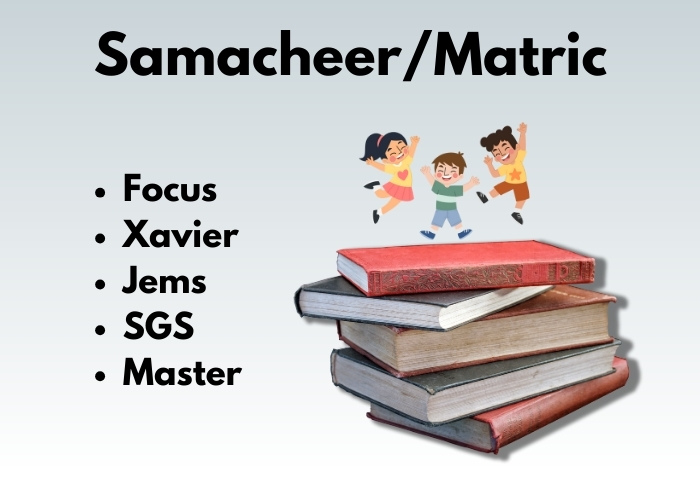 Samacheer/Matric
• Focus
• Xavier
• Jems
• SGS
• Master